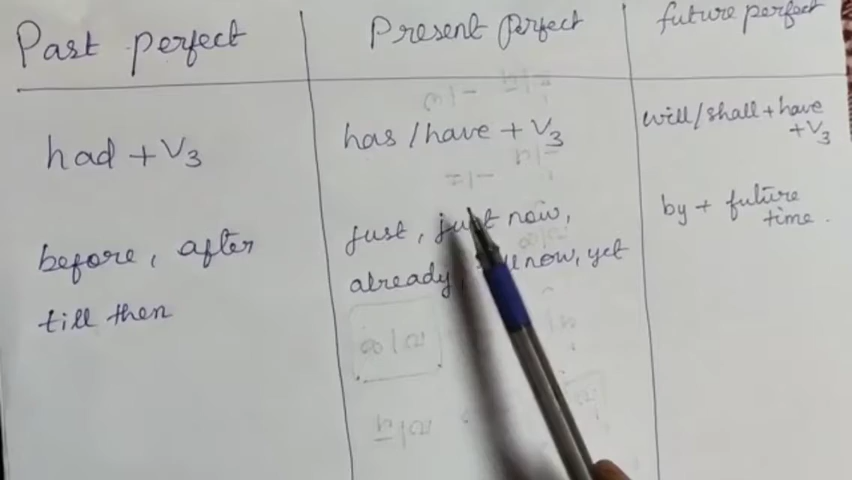 Past perfect
had + V3
before, after
till then
Present perfect
has/have + V3
just, just now,
already, now, yet
future perfect
will/shall + have
+ V3
by + future
time.